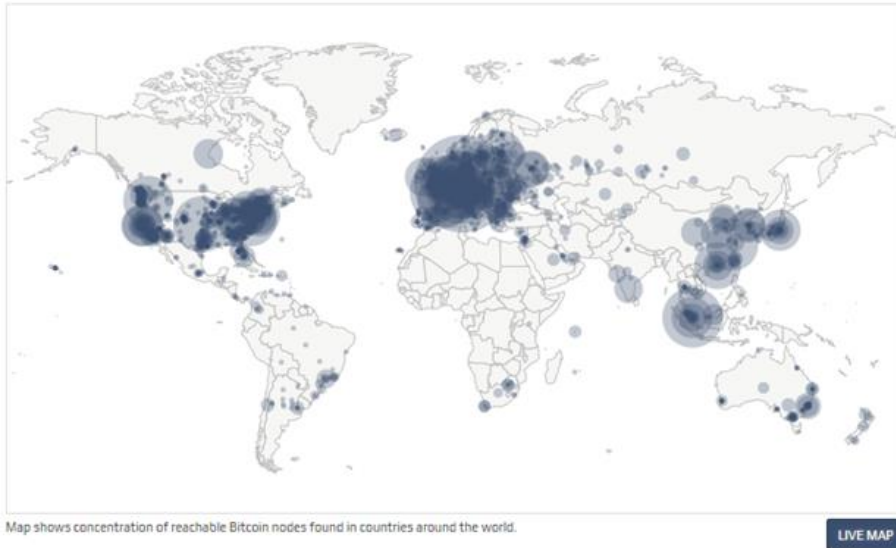 Map shows concentration of reachable Bitcoin nodes found in countries around the world.
LIVE MAP